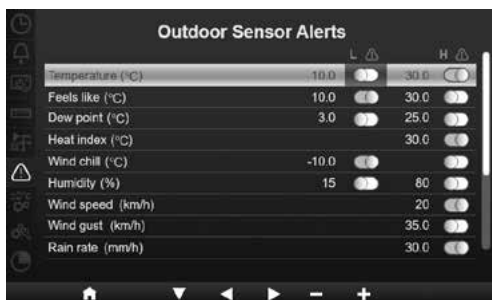 Outdoor Sensor Alerts
L H
Temperature (°C) -10.0 30.0
Feels like (°C) 10.0 30.0
Dew point (°C) 3.0 25.0
Heat index (°C) 30.0
Wind chill (°C) -10.0
Humidity (%) 15 80
Wind speed (km/h) 20
Wind gust (km/h) 35.0
Rain rate (mm/h) 30.0